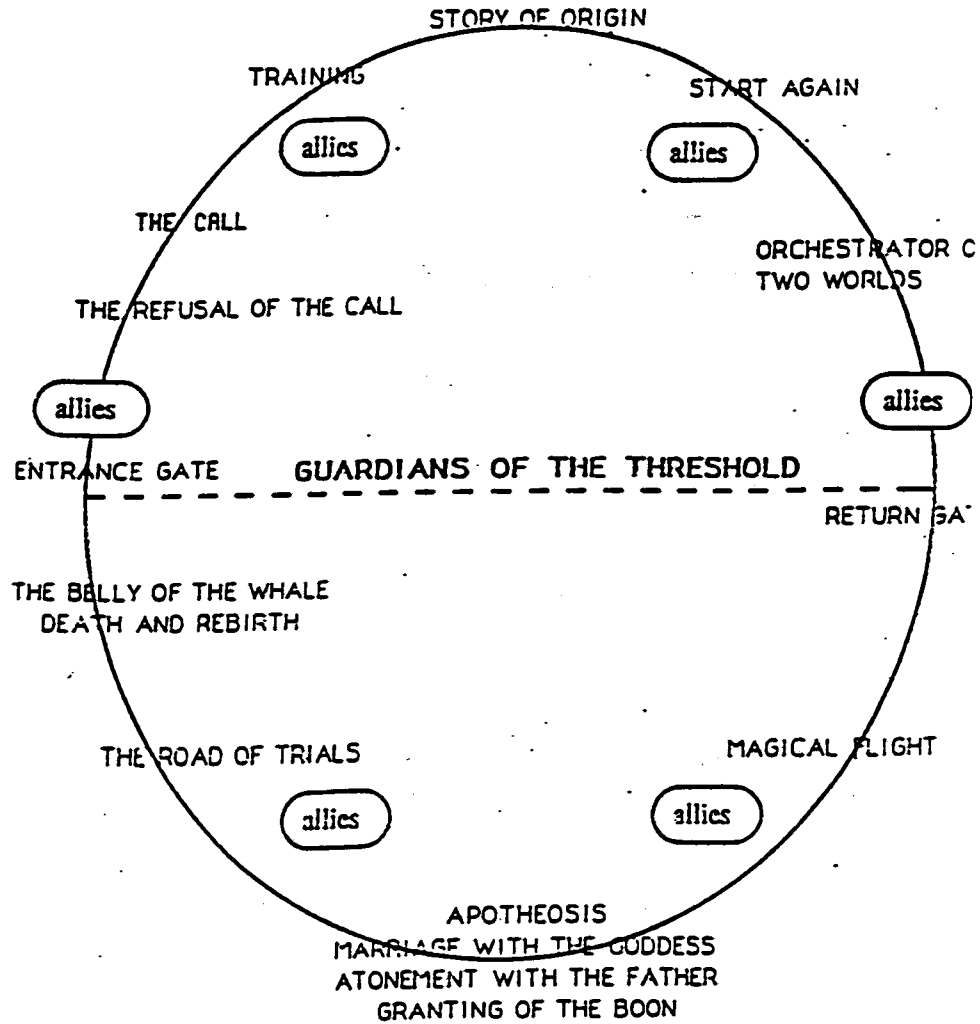 STORY OF ORIGIN
TRAINING
START AGAIN
allies
allies
THE CALL
ORCHESTRATOR
TWO WORLDS
THE REFUSAL OF THE CALL
allies
allies
ENTRANCE GATE
GUARDIANS OF THE THRESHOLD
RETURN
THE BELLY OF THE WHALE
DEATH AND REBIRTH
THE ROAD OF TRIALS
MAGICAL FLIGHT
allies
allies
APOTHEOSIS
MARRIAGE WITH THE GODDESS
ATONEMENT WITH THE FATHER
GRANTING OF THE BOON